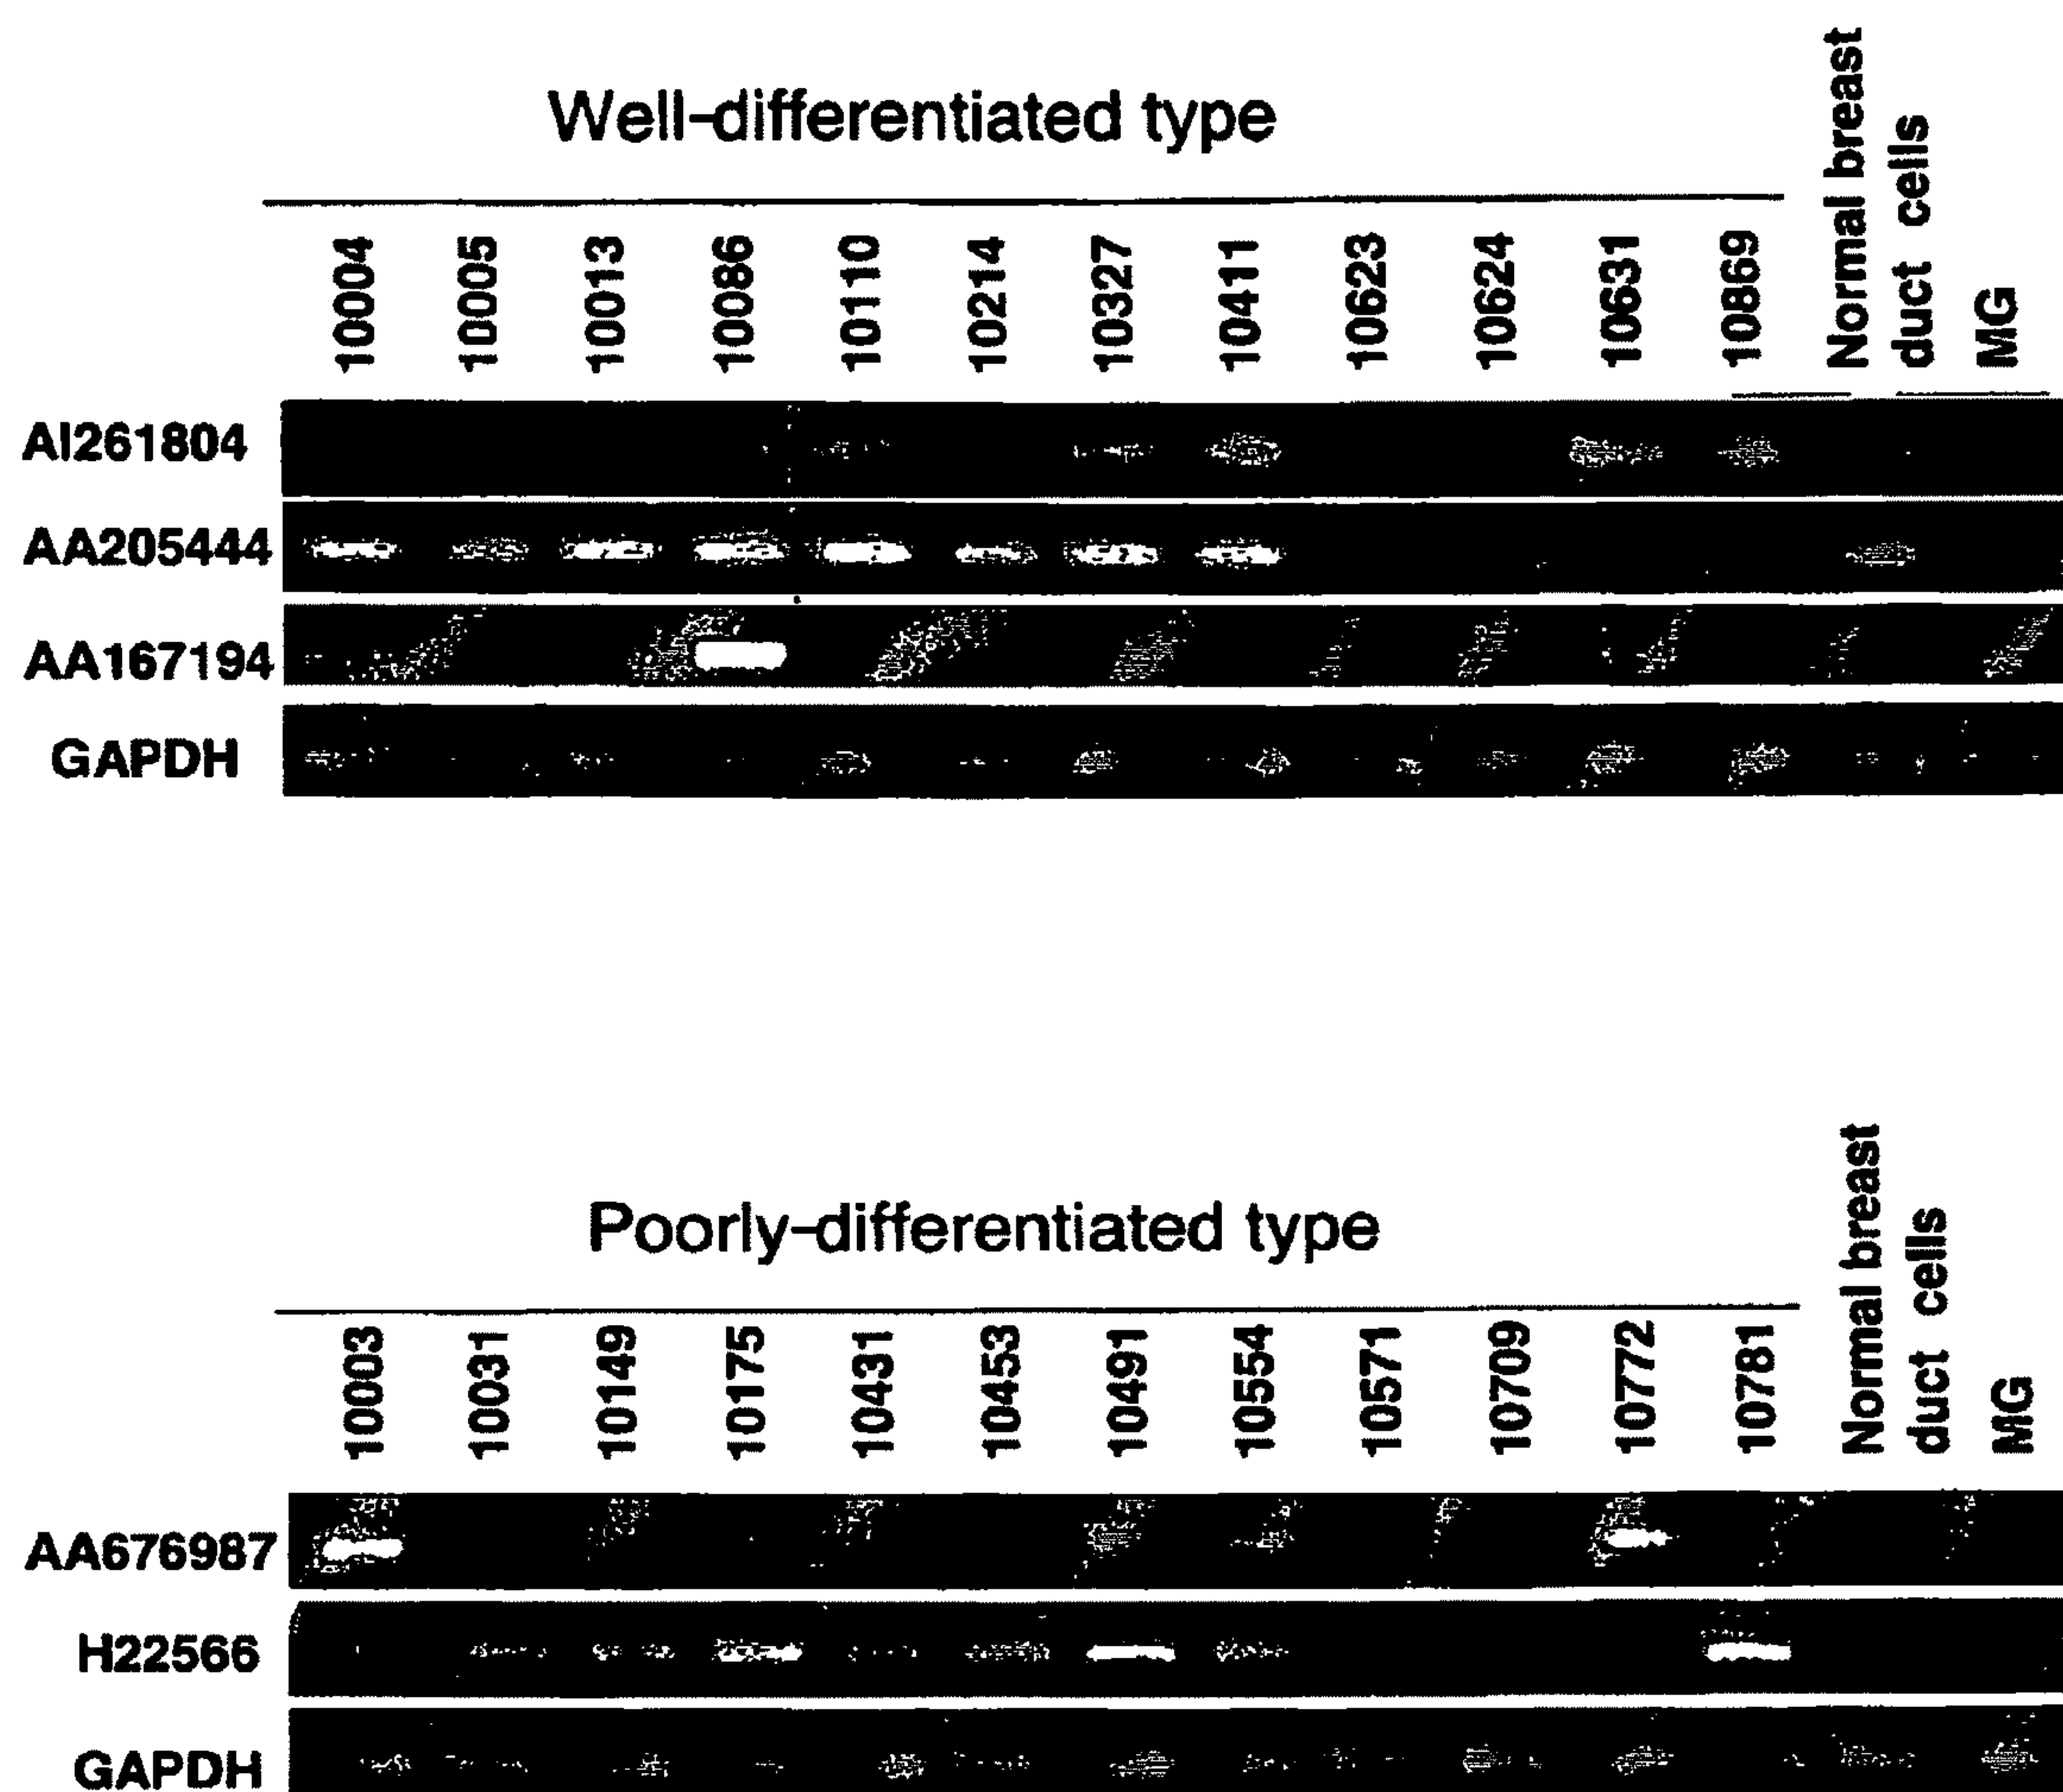 Well-differentiated type
10004 10005 10013 10086 10110 10214 10327 10411 10623 10624 10631 10869 Normal breast duct cells MG
AI261804
AA205444
AA167194
GAPDH
Poorly-differentiated type
10003 10031 10149 10175 10431 10453 10491 10554 10571 10709 10772 10781 Normal breast duct cells MG
AA676987
H22566
GAPDH